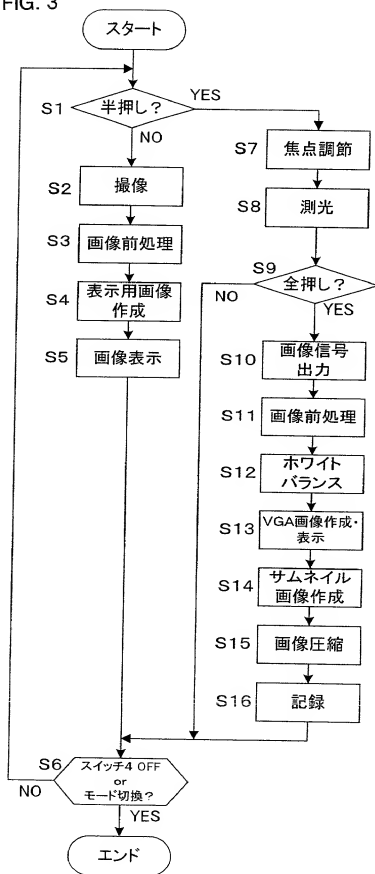 FIG. 3
スタート
S1
半押し?
YES
NO
S2
撮像
S3
画像前処理
S4
表示用画像
作成
S5
画像表示
S7
焦点調節
S8
測光
S9
全押し?
NO
YES
S10
画像信号
出力
S11
画像前処理
S12
ホワイト
バランス
S13
VGA画像作成・
表示
S14
サムネイル
画像作成
S15
画像圧縮
S16
記録
S6
スイッチ4 OFF
or
モード切換?
NO
YES
エンド